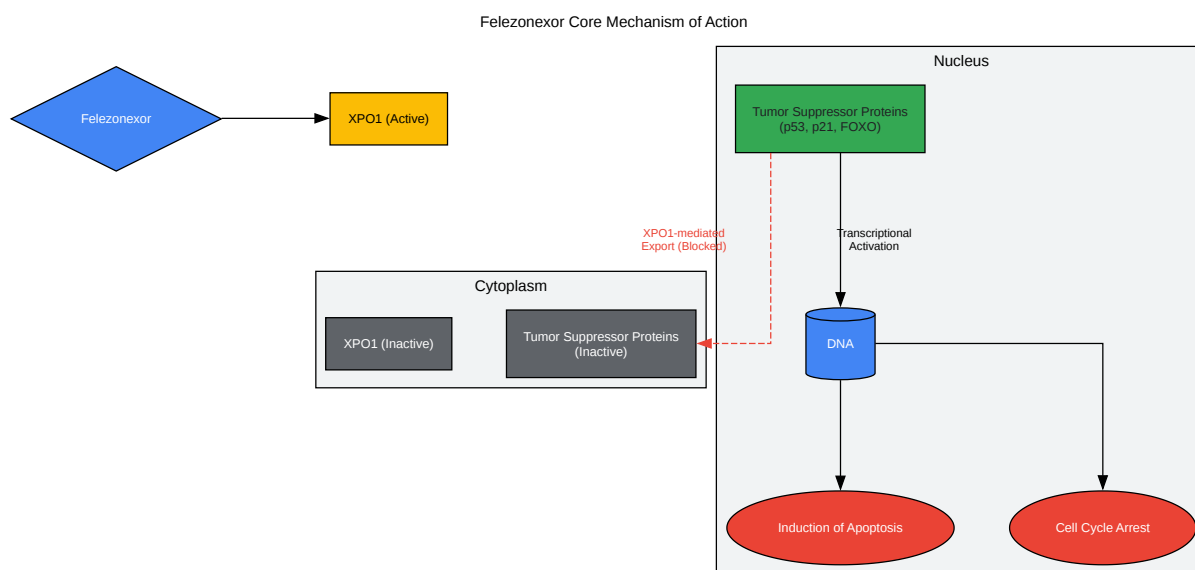 Felezonexor Core Mechanism of Action
Nucleus
Felezonexor
XPO1 (Active)
Tumor Suppressor Proteins
(p53, p21, FOXO)
XPO1-mediated
Export (Blocked)
Transcriptional
Activation
Cytoplasm
XPO1 (Inactive)
Tumor Suppressor Proteins
(Inactive)
DNA
Induction of Apoptosis
Cell Cycle Arrest